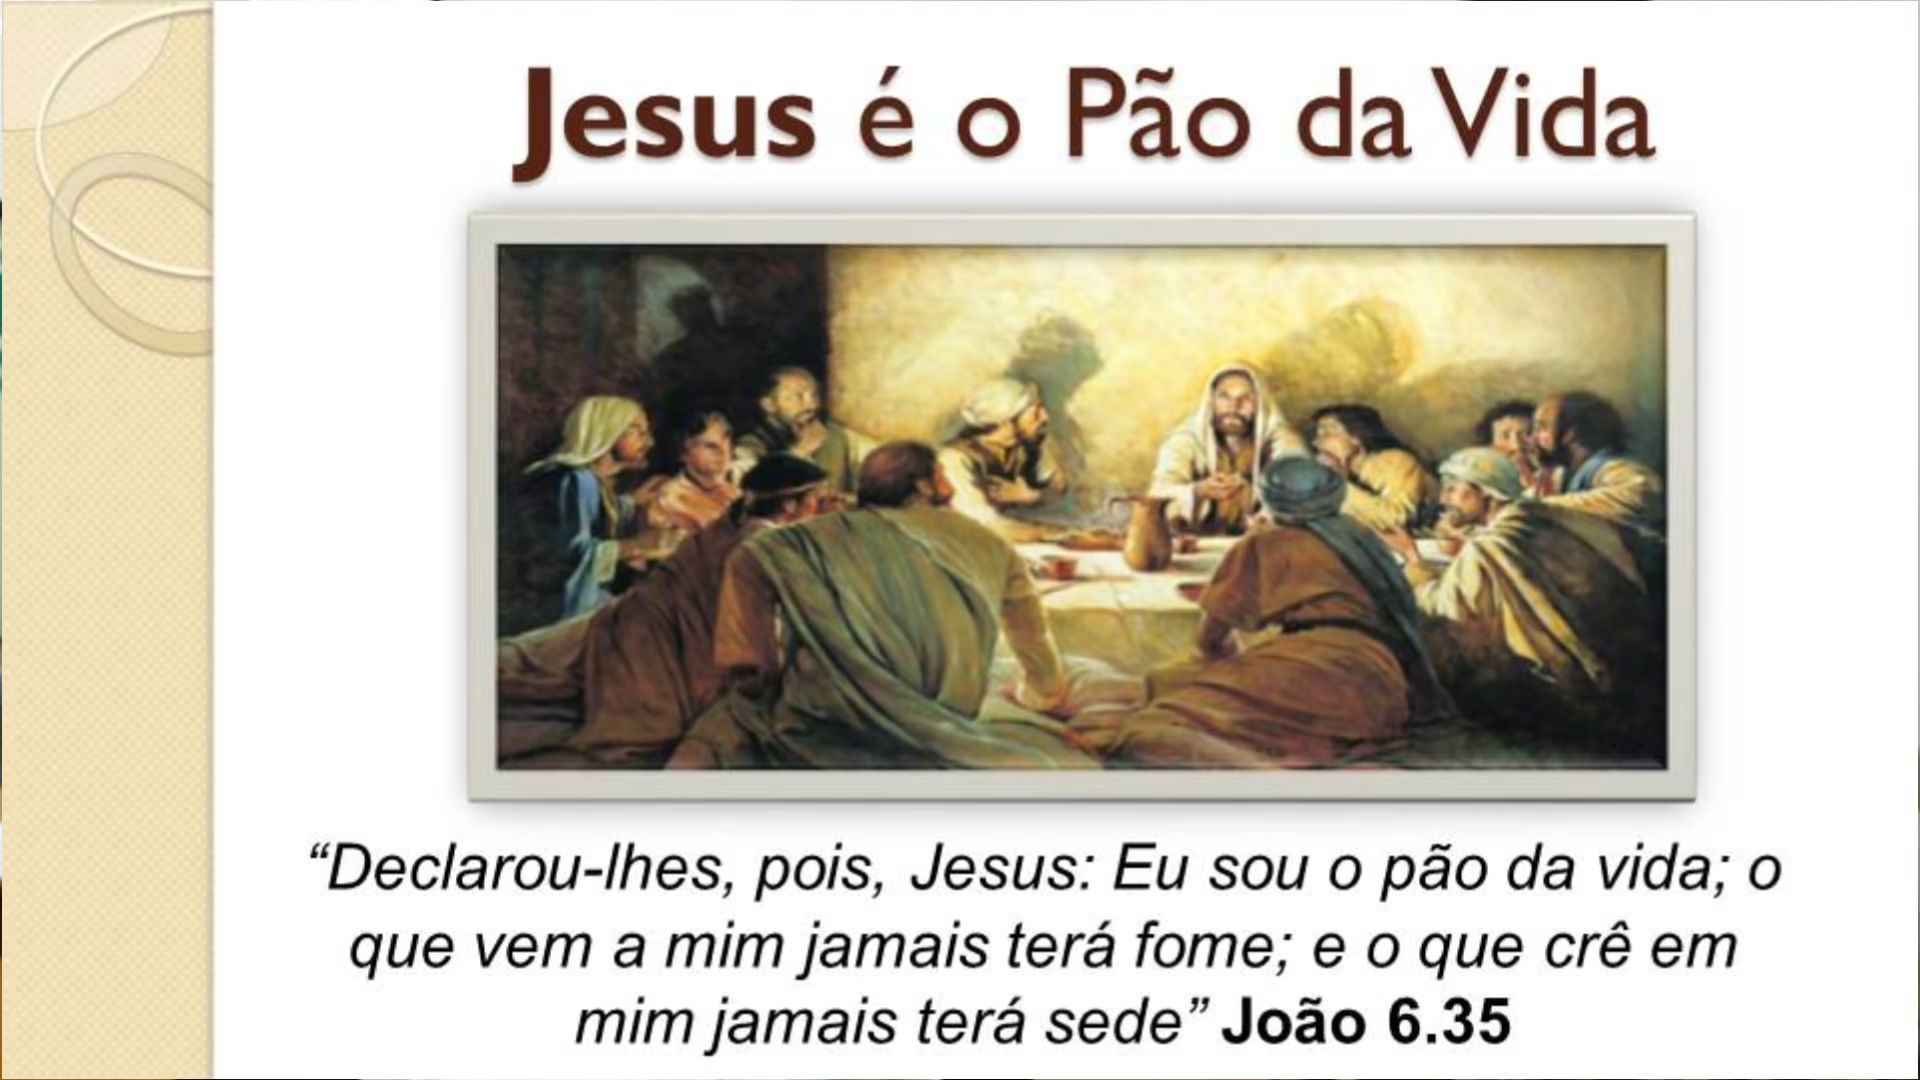 Jesus é o Pão da Vida
“Declarou-lhes, pois, Jesus: Eu sou o pão da vida; o
que vem a mim jamais terá fome; e o que crê em
mim jamais terá sede” João 6.35